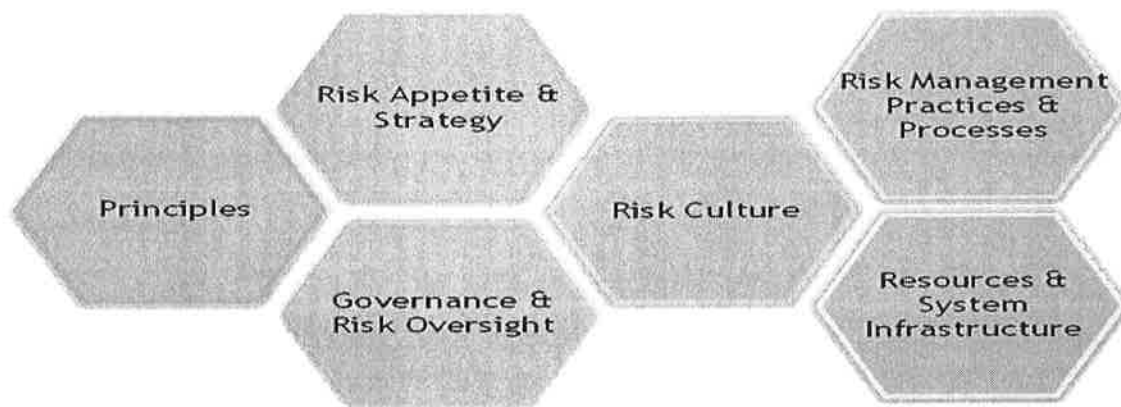 Principles
Risk Appetite &
Strategy
Governance &
Risk Oversight
Risk Culture
Risk Management
Practices &
Processes
Resources &
System
Infrastructure